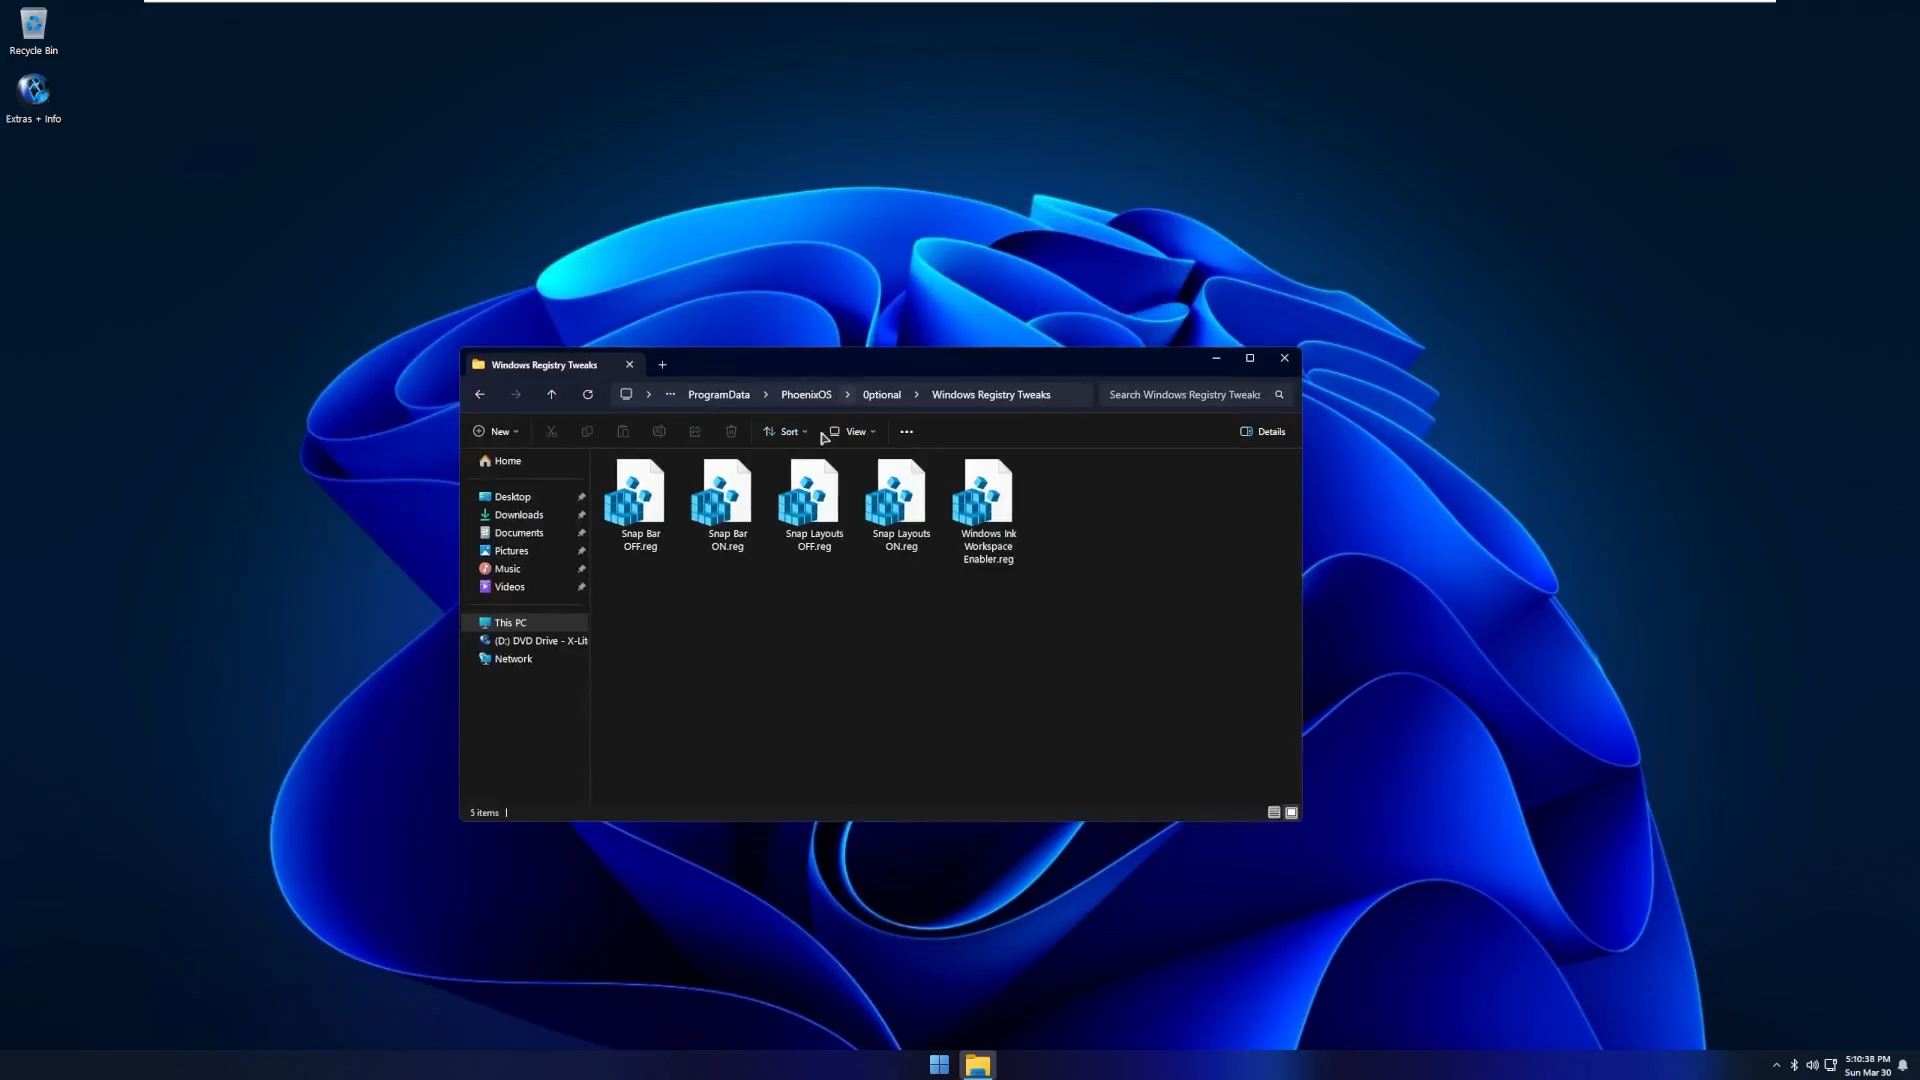 Recycle Bin
Extras + Info
Windows Registry Tweaks
ProgramData
PhoenixOS
0ptional
Windows Registry Tweaks
Search Windows Registry Tweaks
New
Sort
View
Details
Home
Desktop
Downloads
Documents
Pictures
Music
Videos
This PC
(D:) DVD Drive - X-Lit
Network
Snap Bar
OFF.reg
Snap Bar
ON.reg
Snap Layouts
OFF.reg
Snap Layouts
ON.reg
Windows Ink
Workspace
Enabler.reg
5 items
5:10:38 PM
Sun Mar 30